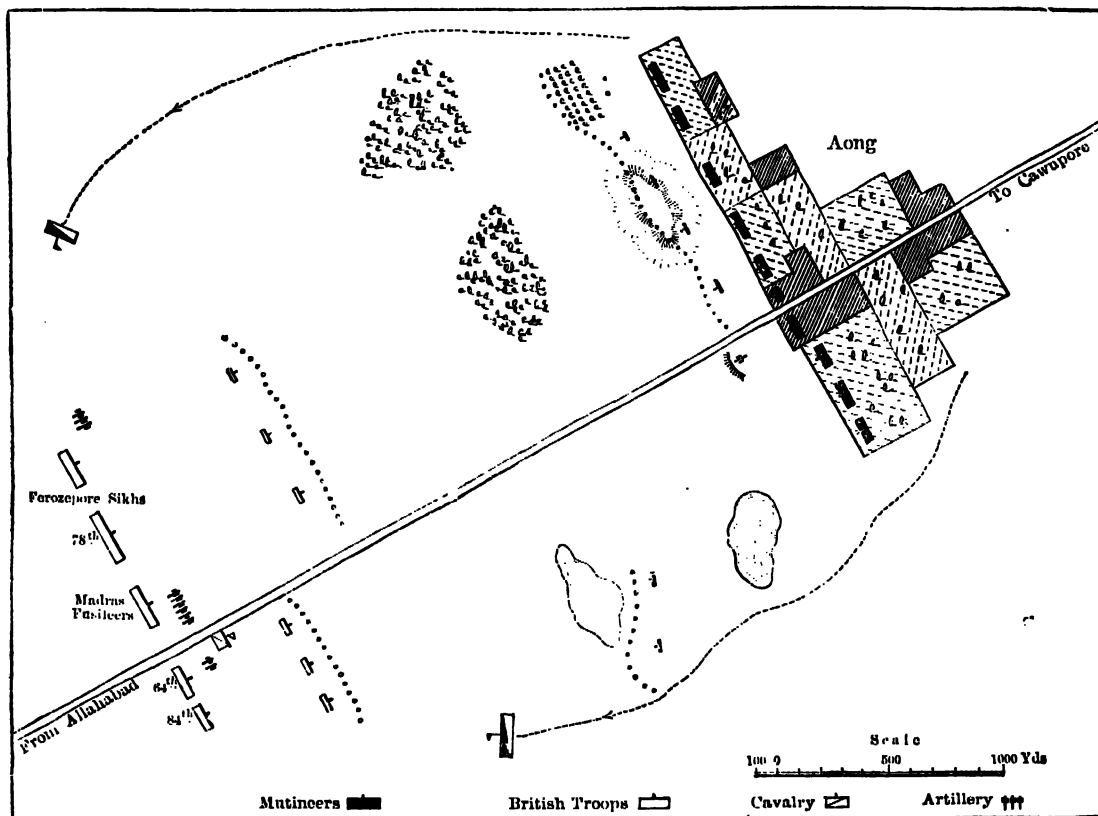 Aong
To Cawnpore
Ferozepore Sikhs
78th
Madras
Fusileers
64th
84th
From Allahabad
Scale
100 0 500 1000 Yds
Mutineers
British Troops
Cavalry
Artillery